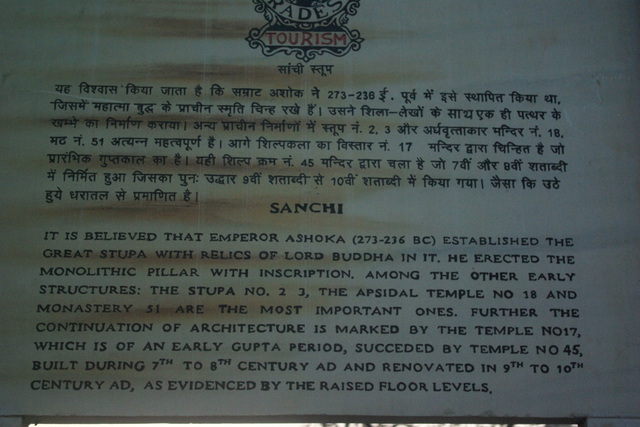 RADES
TOURISM
सांची स्तूप
यह विश्वास किया जाता है कि सम्राट अशोक ने 273-236 ई. पूर्व में इसे स्थापित किया था,
जिसमें महात्मा बुद्ध के प्राचीन स्मृति चिन्ह रखे हैं। उसने शिला-लेखों के साथ एक ही पत्थर के
खम्भे का निर्माण कराया। अन्य प्राचीन निर्माणों में स्तूप नं. 2, 3 और अर्धवृत्ताकार मन्दिर नं. 18,
मठ नं. 51 अत्यन्न महत्वपूर्ण है। आगे शिल्पकला का विस्तार नं. 17 मन्दिर द्वारा चिन्हित है जो
प्रारंभिक गुप्तकाल का है। यही शिल्प क्रम नं. 45 मन्दिर द्वारा चला है जो 7वीं और 8वीं शताब्दी
में निर्मित हुआ जिसका पुनः उद्धार 9वीं शताब्दी से 10वीं शताब्दी में किया गया। जैसा कि उठे
हुये धरातल से प्रमाणित है।
SANCHI
IT IS BELIEVED THAT EMPEROR ASHOKA (273-236 BC) ESTABLISHED THE
GREAT STUPA WITH RELICS OF LORD BUDDHA IN IT. HE ERECTED THE
MONOLITHIC PILLAR WITH INSCRIPTION. AMONG THE OTHER EARLY
STRUCTURES: THE STUPA NO. 2 3, THE APSIDAL TEMPLE NO 18 AND
MONASTERY 51 ARE THE MOST IMPORTANT ONES. FURTHER THE
CONTINUATION OF ARCHITECTURE IS MARKED BY THE TEMPLE NO17,
WHICH IS OF AN EARLY GUPTA PERIOD, SUCCEDED BY TEMPLE NO 45,
BUILT DURING 7TH TO 8TH CENTURY AD AND RENOVATED IN 9TH TO 10TH
CENTURY AD, AS EVIDENCED BY THE RAISED FLOOR LEVELS.